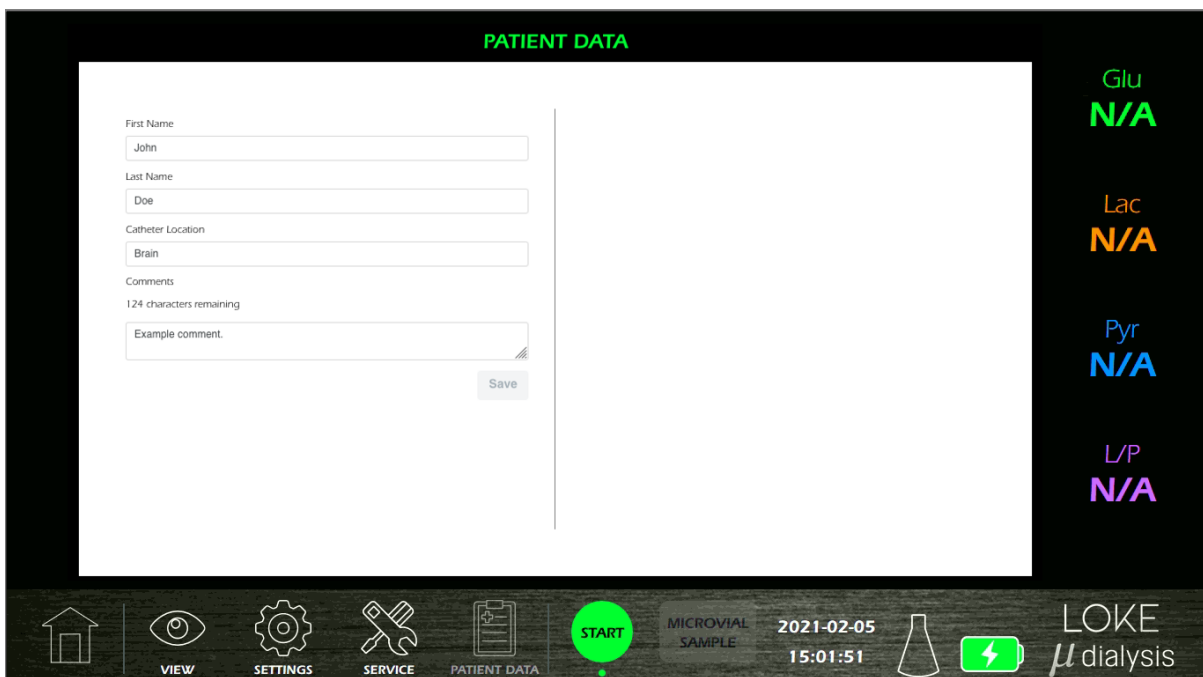 PATIENT DATA
First Name
John
Last Name
Doe
Catheter Location
Brain
Comments
124 characters remaining
Example comment.
Save
Glu
N/A
Lac
N/A
Pyr
N/A
L/P
N/A
VIEW
SETTINGS
SERVICE
PATIENT DATA
START
MICROVIAL
SAMPLE
2021-02-05
15:01:51
LOKE
μ dialysis